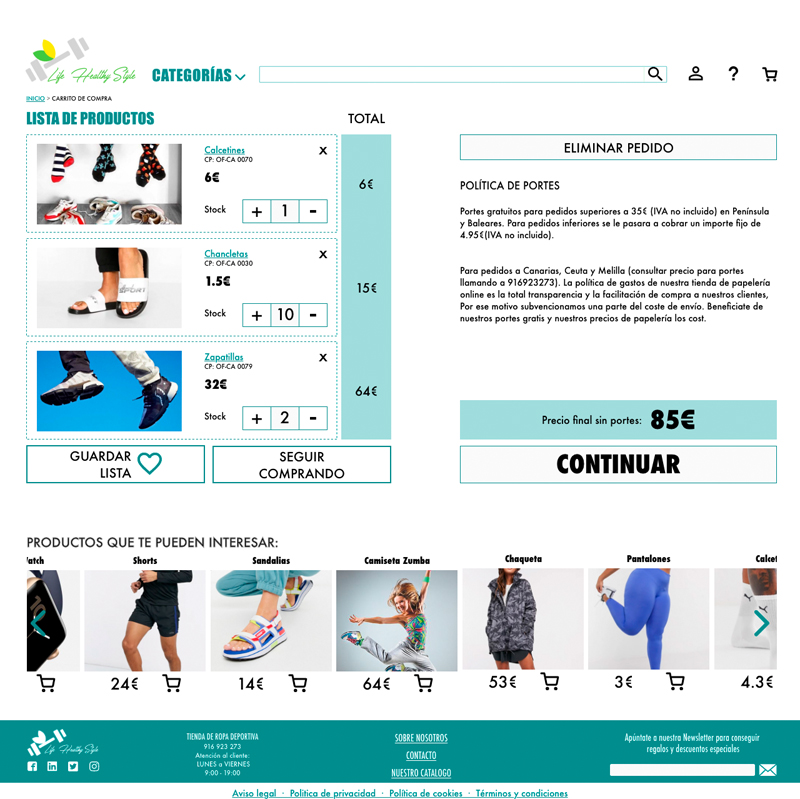 Life Healthy Style
CATEGORÍAS
?
INICIO > CARRITO DE COMPRA
LISTA DE PRODUCTOS
TOTAL
Calcetines
X
CP: OF-CA 0070
6€
Stock
+ 1 -
6€
Chancletas
X
CP: OF-CA 0030
1.5€
Stock
+ 10 -
15€
Zapatillas
X
CP: OF-CA 0079
32€
Stock
+ 2 -
64€
GUARDAR
LISTA
SEGUIR
COMPRANDO
ELIMINAR PEDIDO
POLÍTICA DE PORTES
Portes gratuitos para pedidos superiores a 35€ (IVA no incluido) en Península
y Baleares. Para pedidos inferiores se le pasara a cobrar un importe fijo de
4.95€(IVA no incluido).
Para pedidos a Canarias, Ceuta y Melilla (consultar precio para portes
llamando a 916923273). La política de gastos de nuestra tienda de papelería
online es la total transparencia y la facilitación de compra a nuestros clientes,
Por ese motivo subvencionamos una parte del coste de envío. Beneficiate de
nuestros portes gratis y nuestros precios de papelería los cost.
Precio final sin portes: 85€
CONTINUAR
PRODUCTOS QUE TE PUEDEN INTERESAR:
atch
Shorts
Sandalias
Camiseta Zumba
Chaqueta
Pantalones
Calcet
24€
14€
64€
53€
3€
4.3€
Life Healthy Style
TIENDA DE ROPA DEPORTIVA
916 923 273
Atención al cliente:
LUNES a VIERNES
9:00 - 19:00
SOBRE NOSOTROS
CONTACTO
NUESTRO CATALOGO
Apúntate a nuestra Newsletter para conseguir
regalos y descuentos especiales
Aviso legal · Política de privacidad · Política de cookies · Términos y condiciones